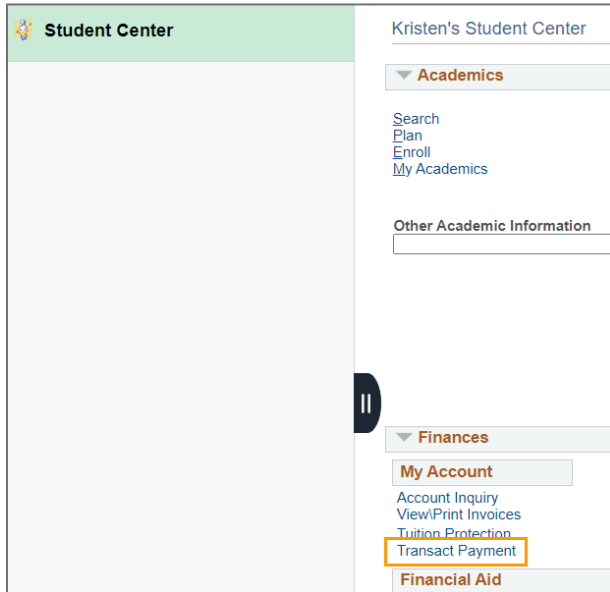 Student Center
Kristen's Student Center
Academics
Search
Plan
Enroll
My Academics
Other Academic Information
Finances
My Account
Account Inquiry
View\Print Invoices
Tuition Protection
Transact Payment
Financial Aid